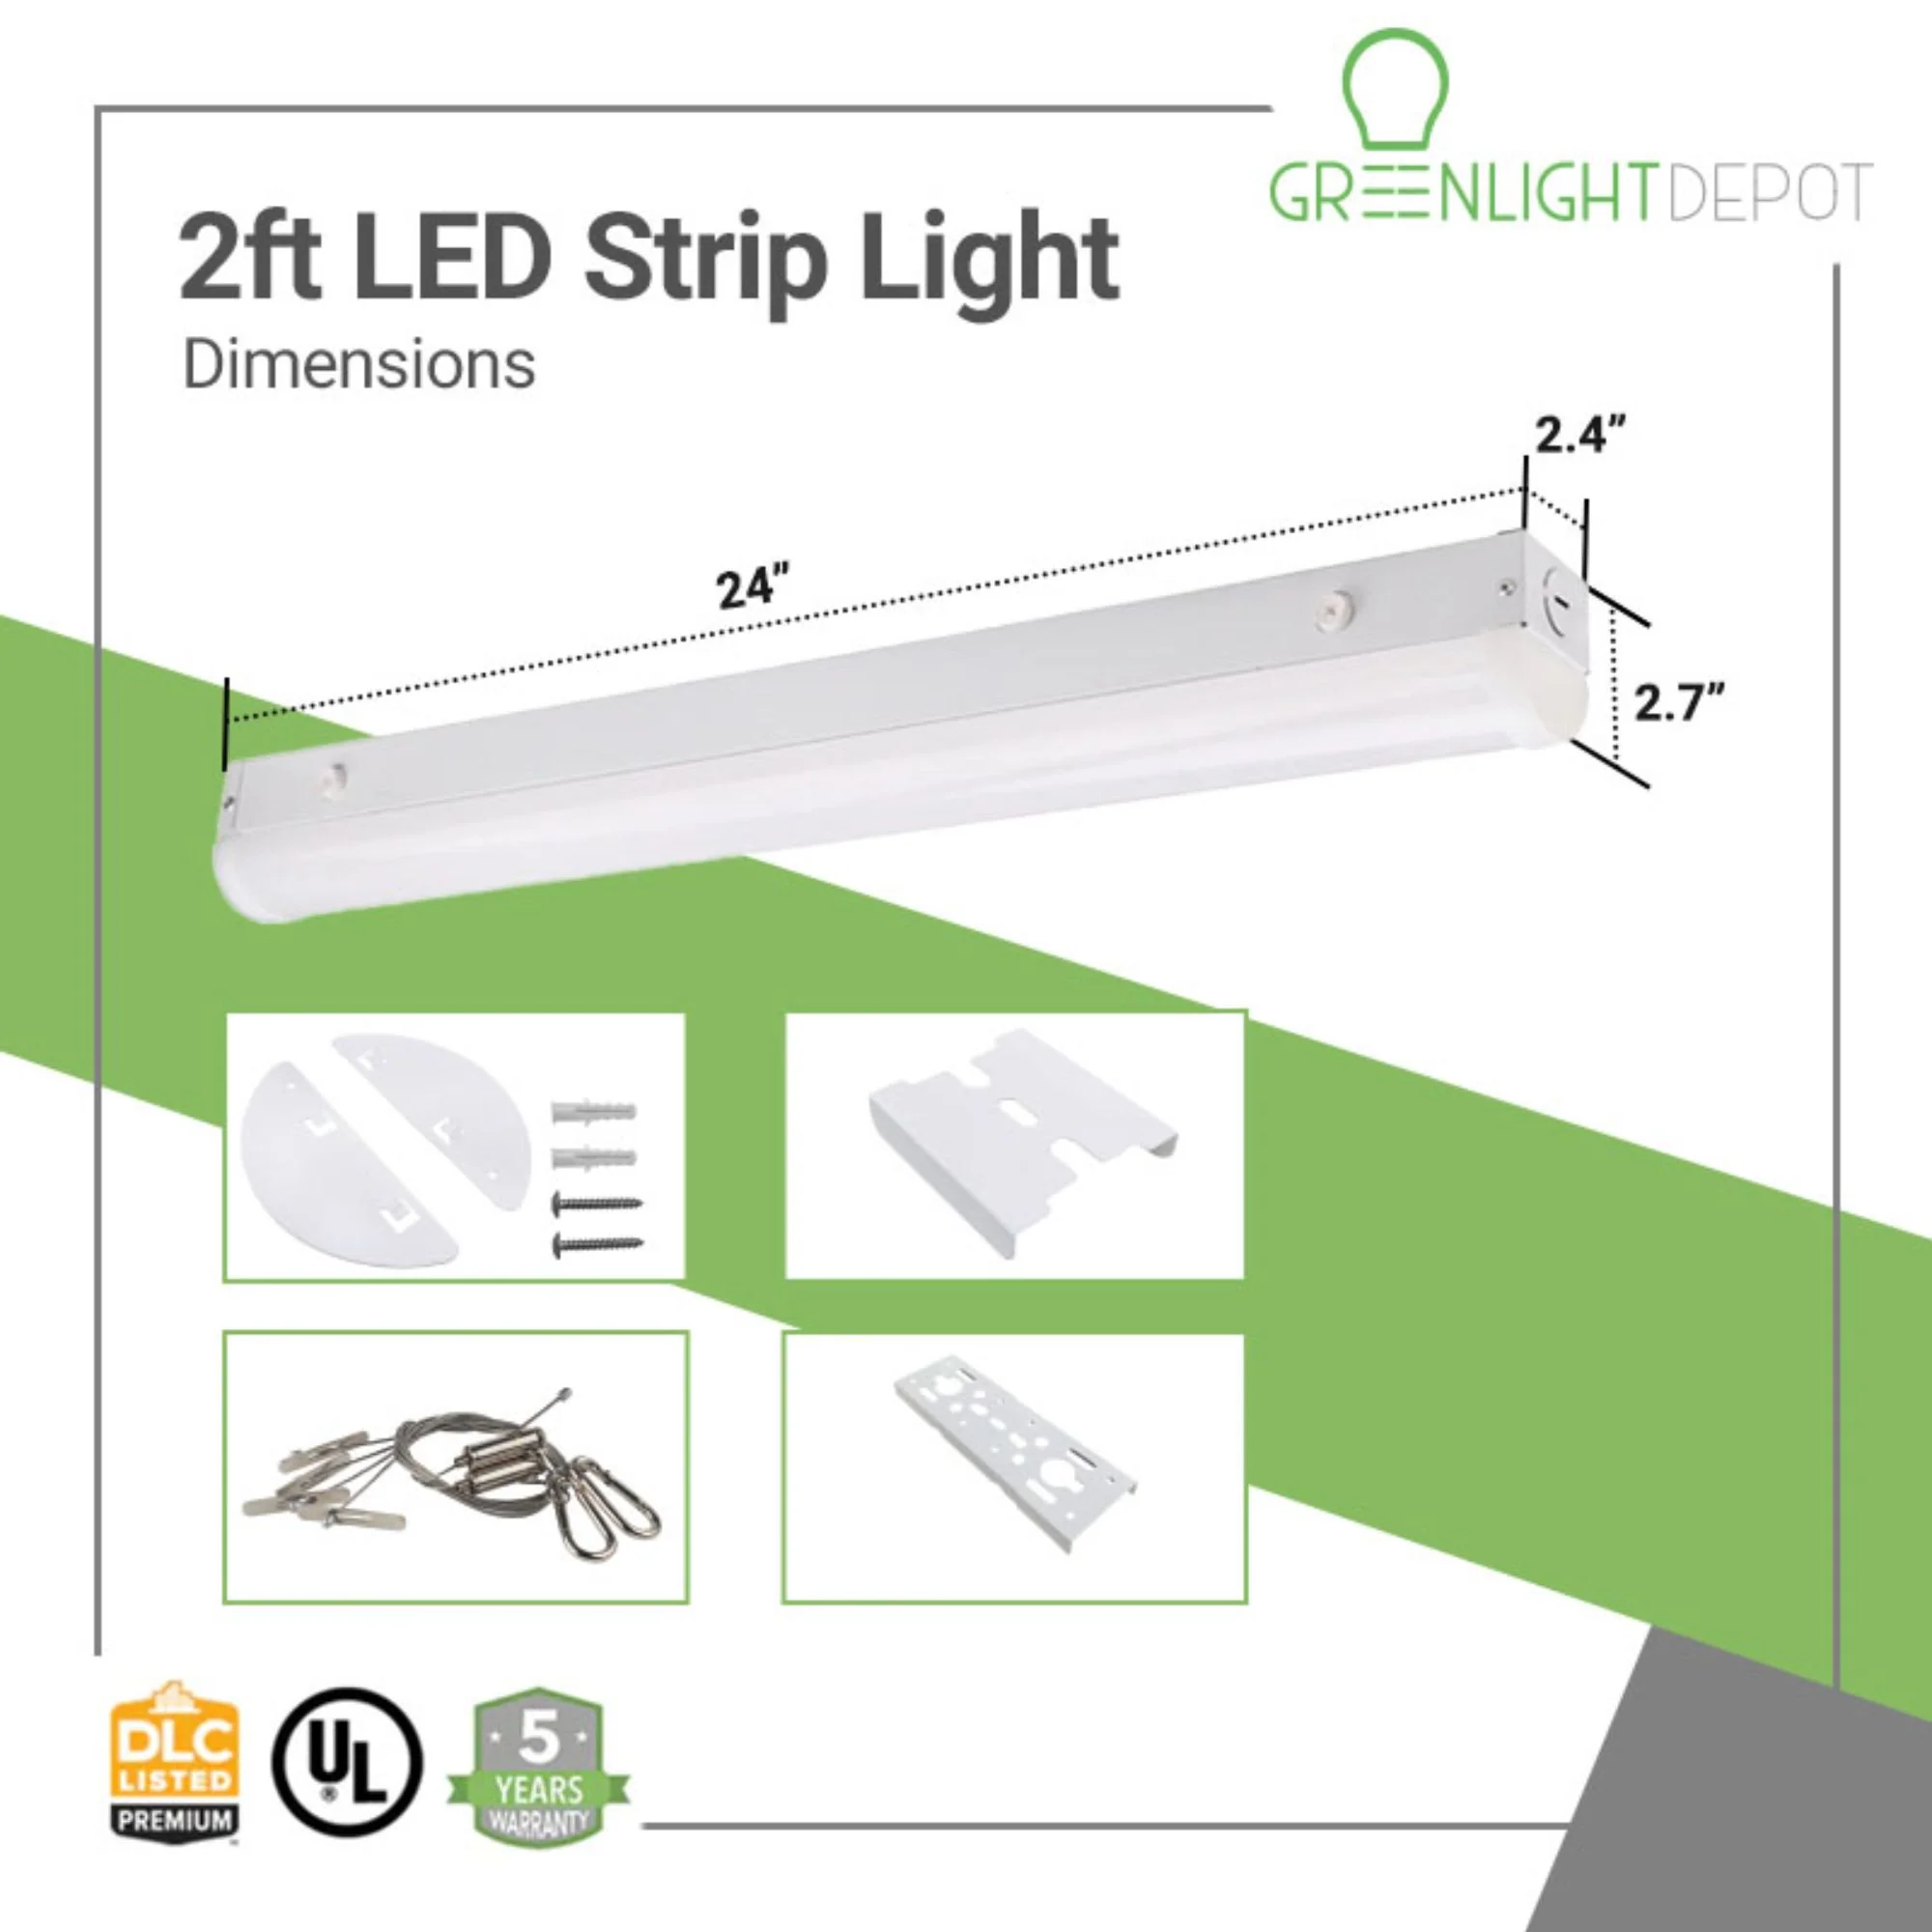 GREENLIGHTDEPOT
2ft LED Strip Light
Dimensions
2.4”
24”
2.7”
DLC
LISTED
PREMIUM
UL
®
5
YEARS
WARRANTY